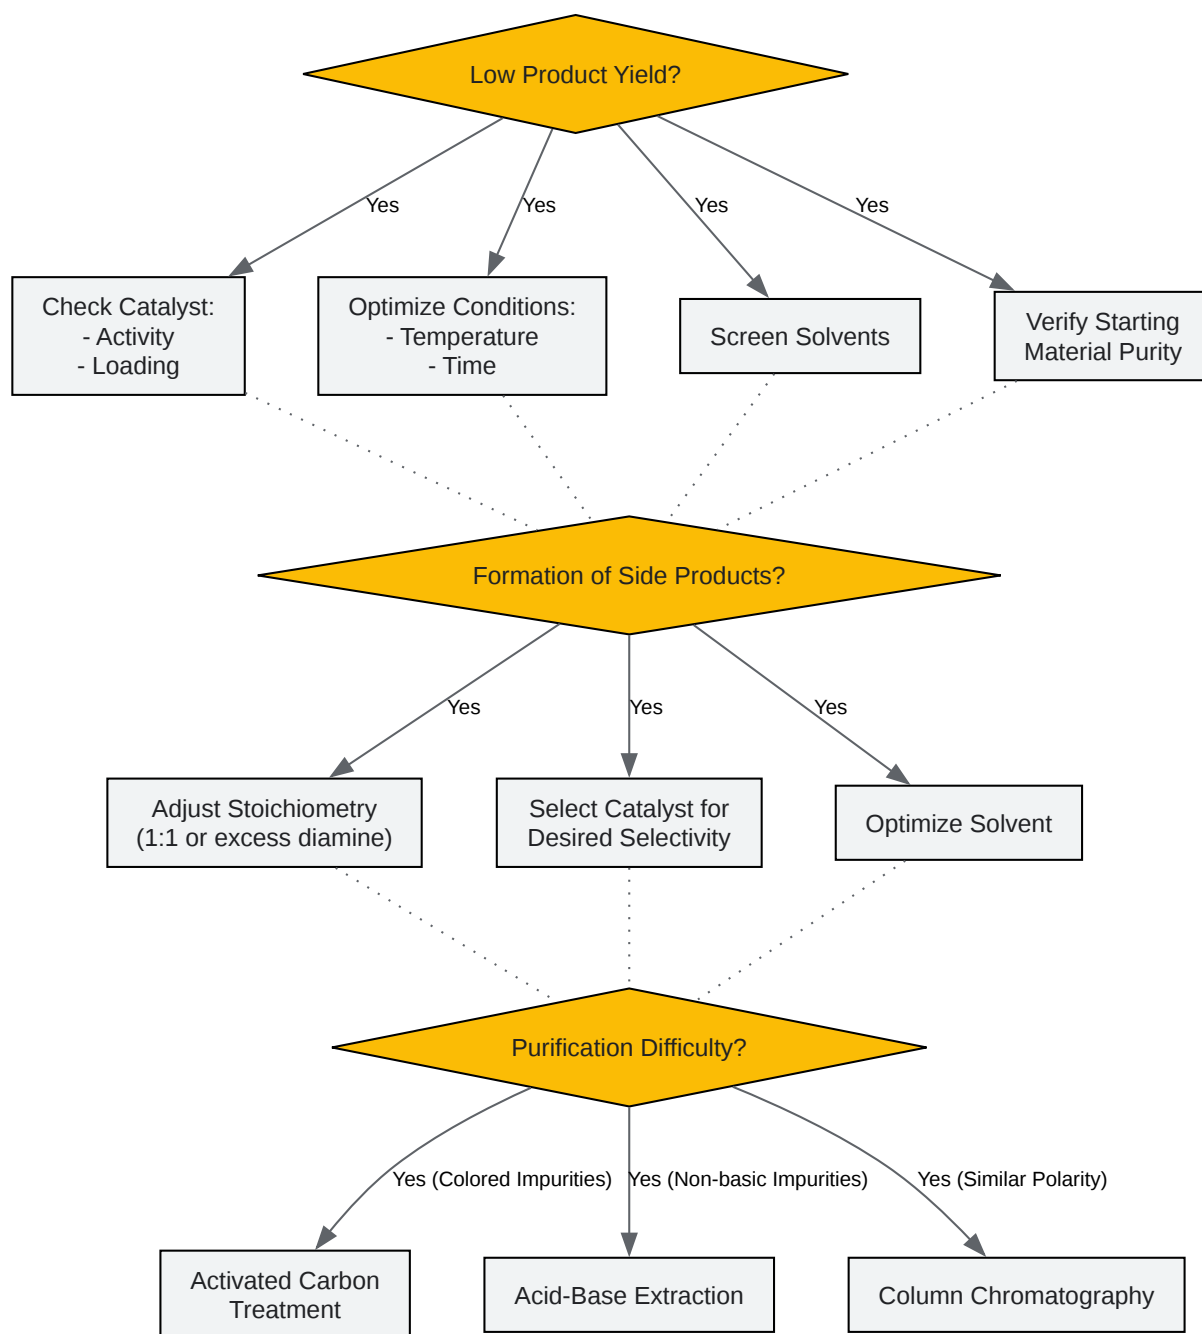 Low Product Yield?
Yes
Yes
Yes
Yes
Check Catalyst:
- Activity
- Loading
Optimize Conditions:
- Temperature
- Time
Screen Solvents
Verify Starting
Material Purity
Formation of Side Products?
Yes
Yes
Yes
Adjust Stoichiometry
(1:1 or excess diamine)
Select Catalyst for
Desired Selectivity
Optimize Solvent
Purification Difficulty?
Yes (Colored Impurities)
Yes (Non-basic Impurities)
Yes (Similar Polarity)
Activated Carbon
Treatment
Acid-Base Extraction
Column Chromatography